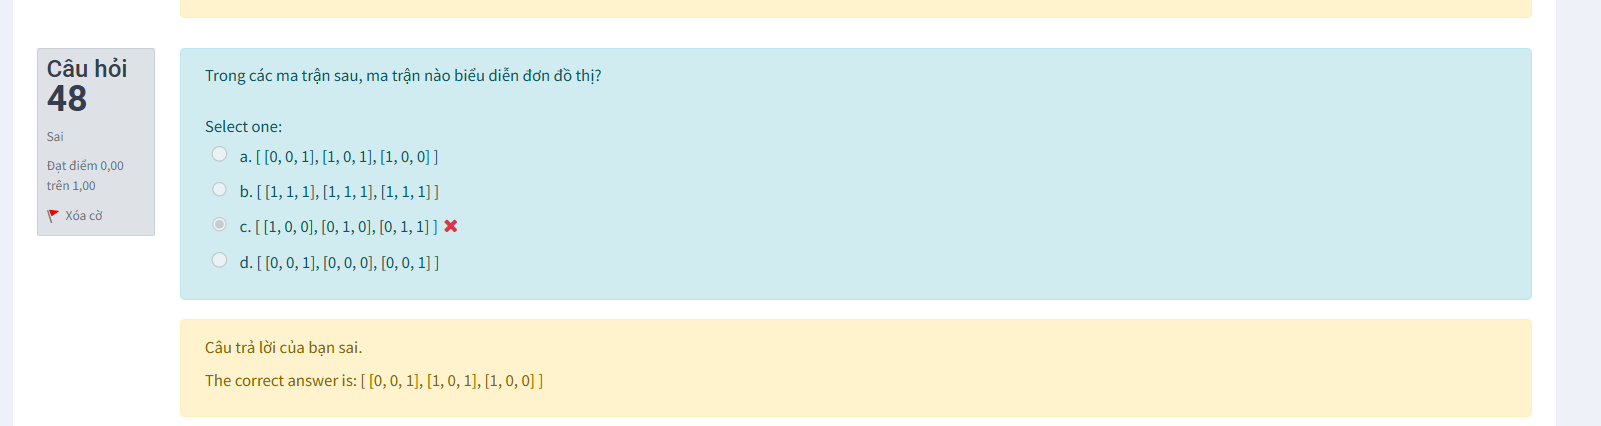 Câu hỏi
48
Sai
Đạt điểm 0,00
trên 1,00
Xóa cờ
Trong các ma trận sau, ma trận nào biểu diễn đơn đồ thị?
Select one:
a. [ [0, 0, 1], [1, 0, 1], [1, 0, 0] ]
b. [ [1, 1, 1], [1, 1, 1], [1, 1, 1] ]
c. [ [1, 0, 0], [0, 1, 0], [0, 1, 1] ]
d. [ [0, 0, 1], [0, 0, 0], [0, 0, 1] ]
Câu trả lời của bạn sai.
The correct answer is: [ [0, 0, 1], [1, 0, 1], [1, 0, 0] ]